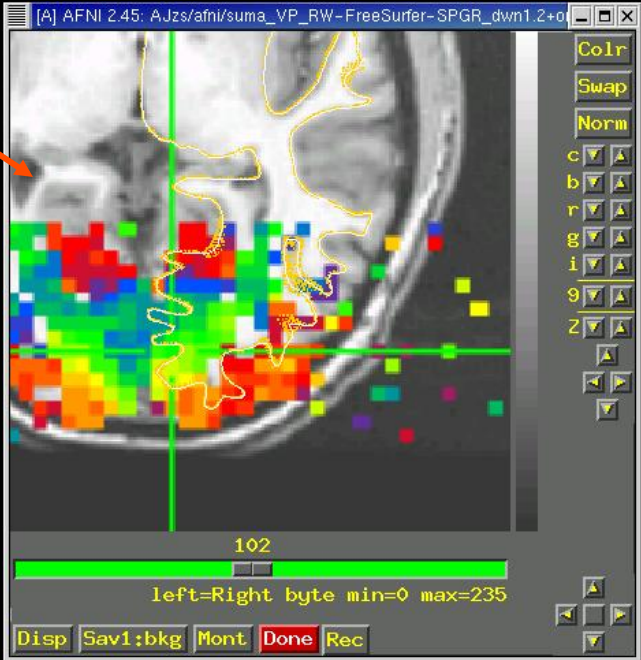 [A] AFNI 2.45: AJzs/afni/suma_VP_RW-FreeSurfer-SPGR_dwn1.2+or
Colr
Swap
Norm
c
b
r
g
i
9
Z
102
left=Right byte min=0 max=235
Disp Sav1:bkg Mont Done Rec